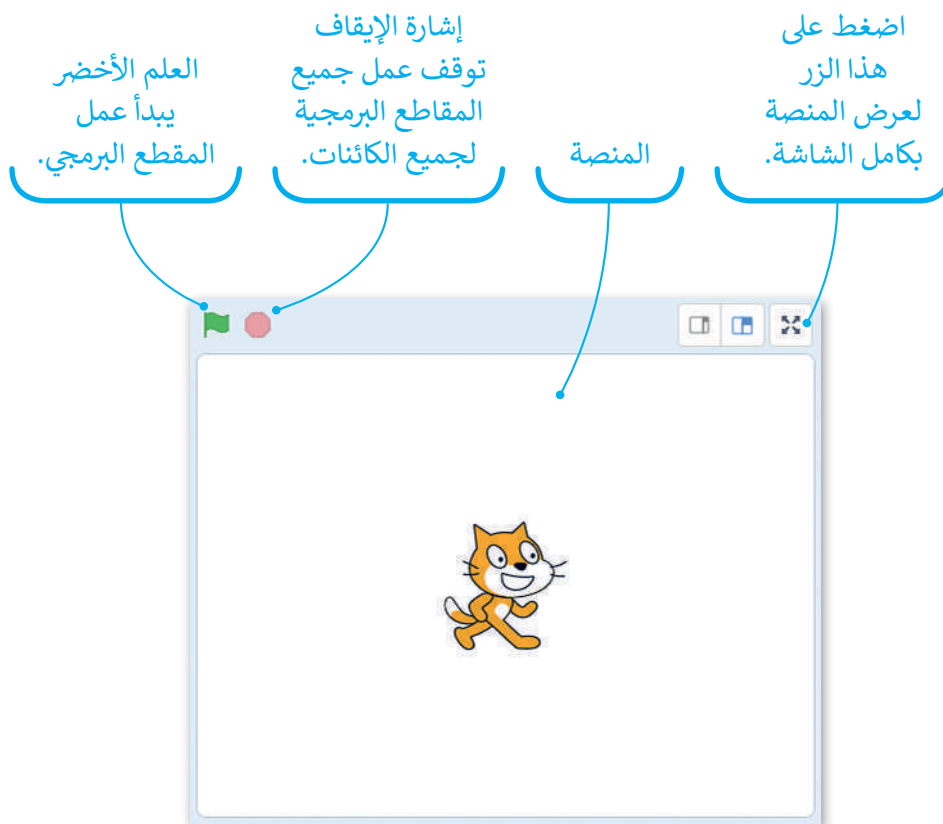 اضغط على
هذا الزر
لعرض المنصة
بكامل الشاشة.
المنصة
إشارة الإيقاف
توقف عمل جميع
المقاطع البرمجية
لجميع الكائنات.
العلم الأخضر
يبدأ عمل
المقطع البرمجي.